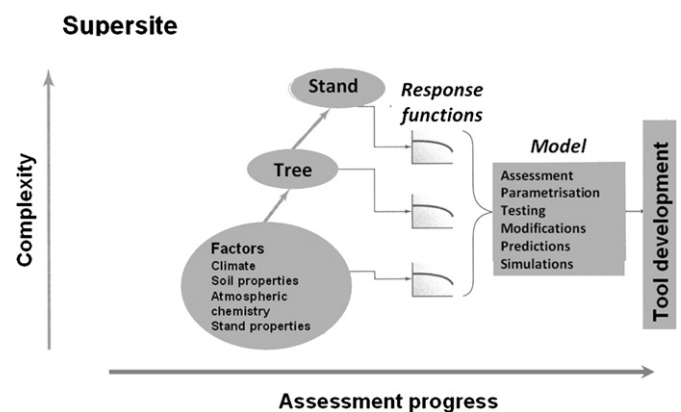 Supersite
Stand
Response
functions
Model
Tree
Assessment
Parametrisation
Testing
Modifications
Predictions
Simulations
Factors
Climate
Soil properties
Atmospheric
chemistry
Stand properties
Complexity
Tool development
Assessment progress